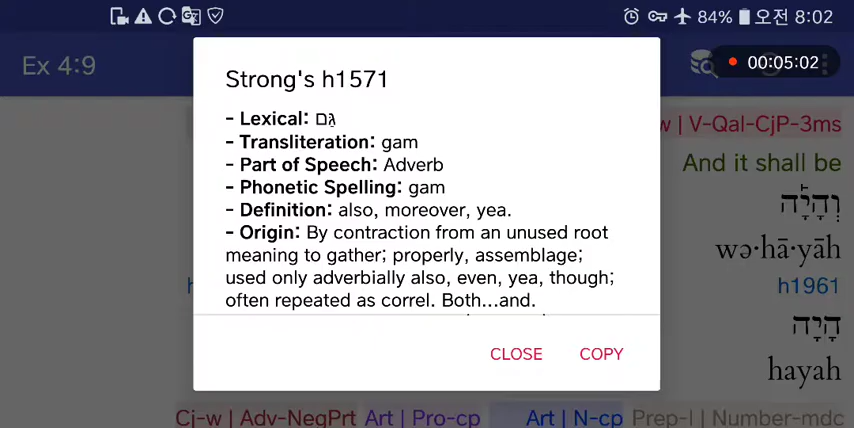 84% 오전 8:02
Ex 4:9
00:05:02
Strong's h1571
- Lexical: גַּם
- Transliteration: gam
- Part of Speech: Adverb
- Phonetic Spelling: gam
- Definition: also, moreover, yea.
- Origin: By contraction from an unused root
meaning to gather; properly, assemblage;
used only adverbially also, even, yea, though;
often repeated as correl. Both...and.
CLOSE COPY
w | V-Qal-CjP-3ms
And it shall be
וְהָיָ֡ה
wə·hā·yāh
h1961
הָיָה
hayah
Cj-w | Adv-NegPrt Art | Pro-cp Art | N-cp Prep-l | Number-mdc